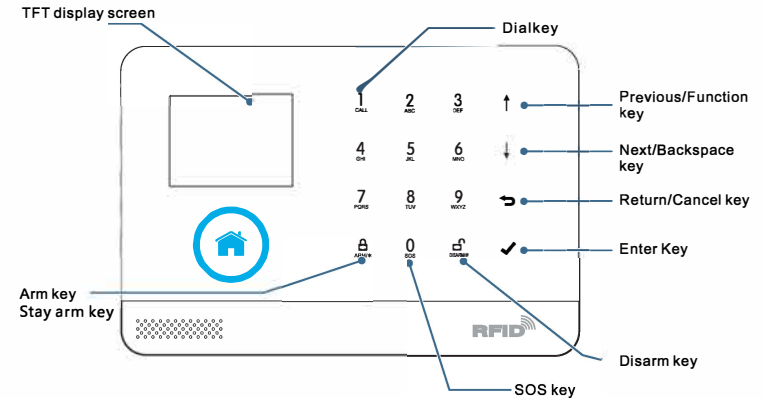 TFT display screen
Dialkey
1
CALL
2
ABC
3
DEF
Previous/Function
key
4
GHI
5
JKL
6
MNO
Next/Backspace
key
7
PQRS
8
TUV
9
WXYZ
Return/Cancel key
ARM/*
0
SOS
DISARM/#
Enter Key
Arm key
Stay arm key
RFID
Disarm key
SOS key